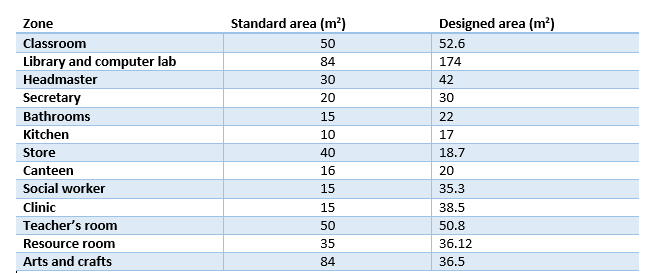 Zone Standard area (m²) Designed area (m²)
Classroom 50 52.6
Library and computer lab 84 174
Headmaster 30 42
Secretary 20 30
Bathrooms 15 22
Kitchen 10 17
Store 40 18.7
Canteen 16 20
Social worker 15 35.3
Clinic 15 38.5
Teacher’s room 50 50.8
Resource room 35 36.12
Arts and crafts 84 36.5